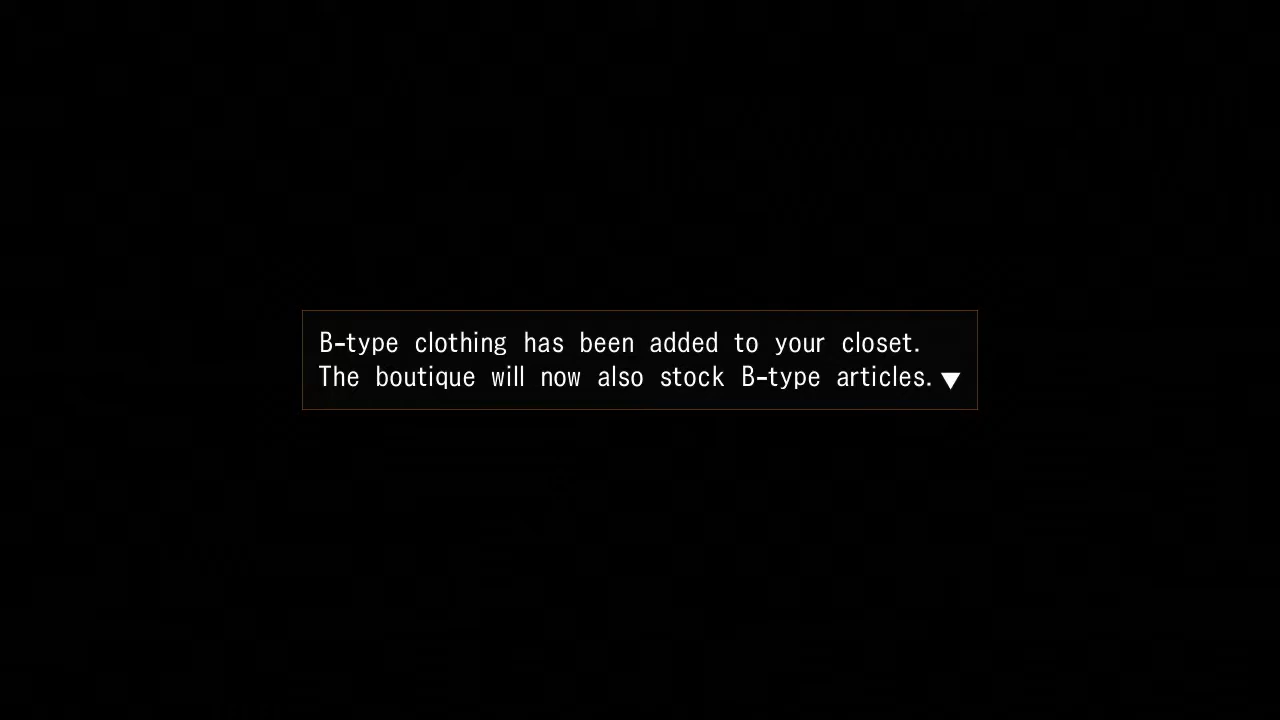 B-type clothing has been added to your closet.
The boutique will now also stock B-type articles.